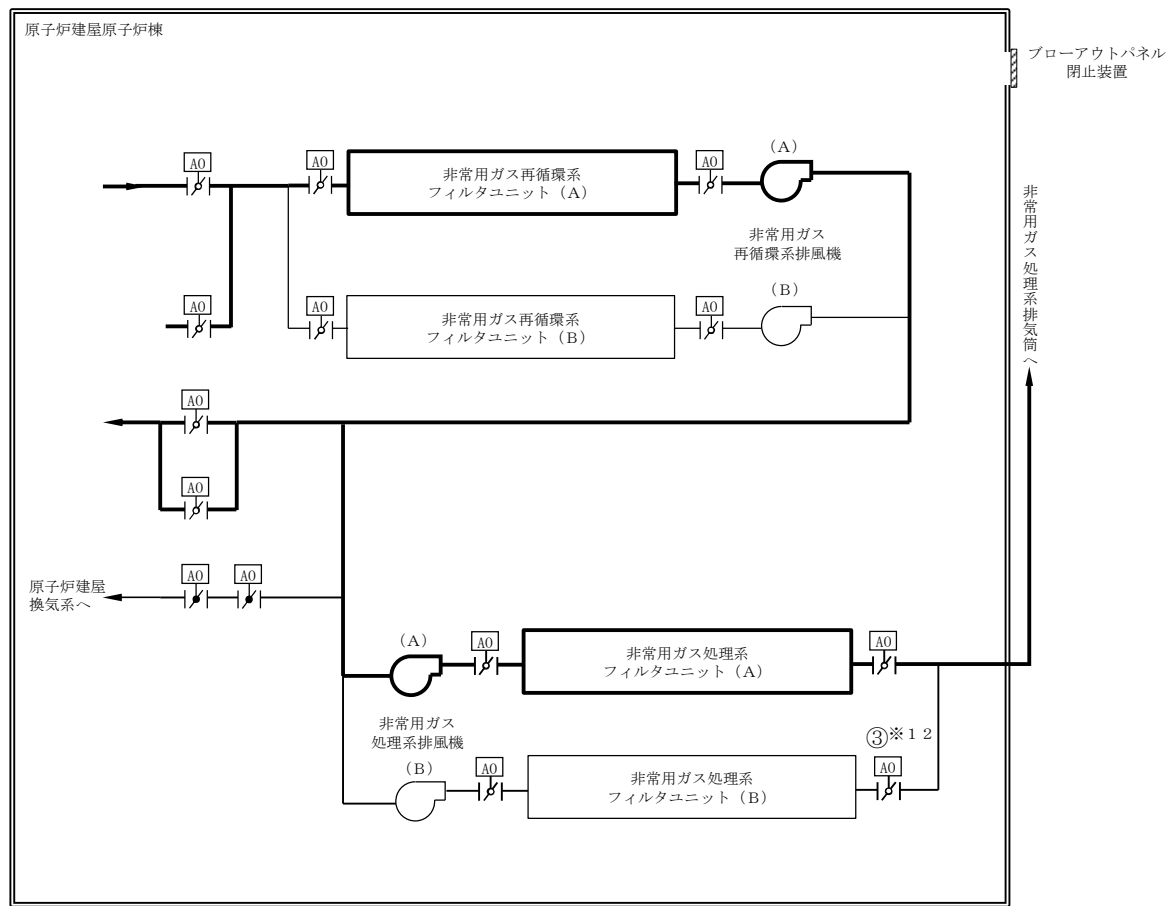 原子炉建屋原子炉棟
ブローアウトパネル
閉止装置
AO
AO
AO
(A)
非常用ガス再循環系
フィルタユニット(A)
非常用ガス
再循環系排風機
非常用ガス処理系排気筒へ
(B)
AO
AO
AO
非常用ガス再循環系
フィルタユニット(B)
AO
AO
AO
AO
原子炉建屋
換気系へ
(A)
AO
AO
非常用ガス処理系
フィルタユニット(A)
非常用ガス
処理系排風機
③※12
(B)
AO
AO
非常用ガス処理系
フィルタユニット(B)